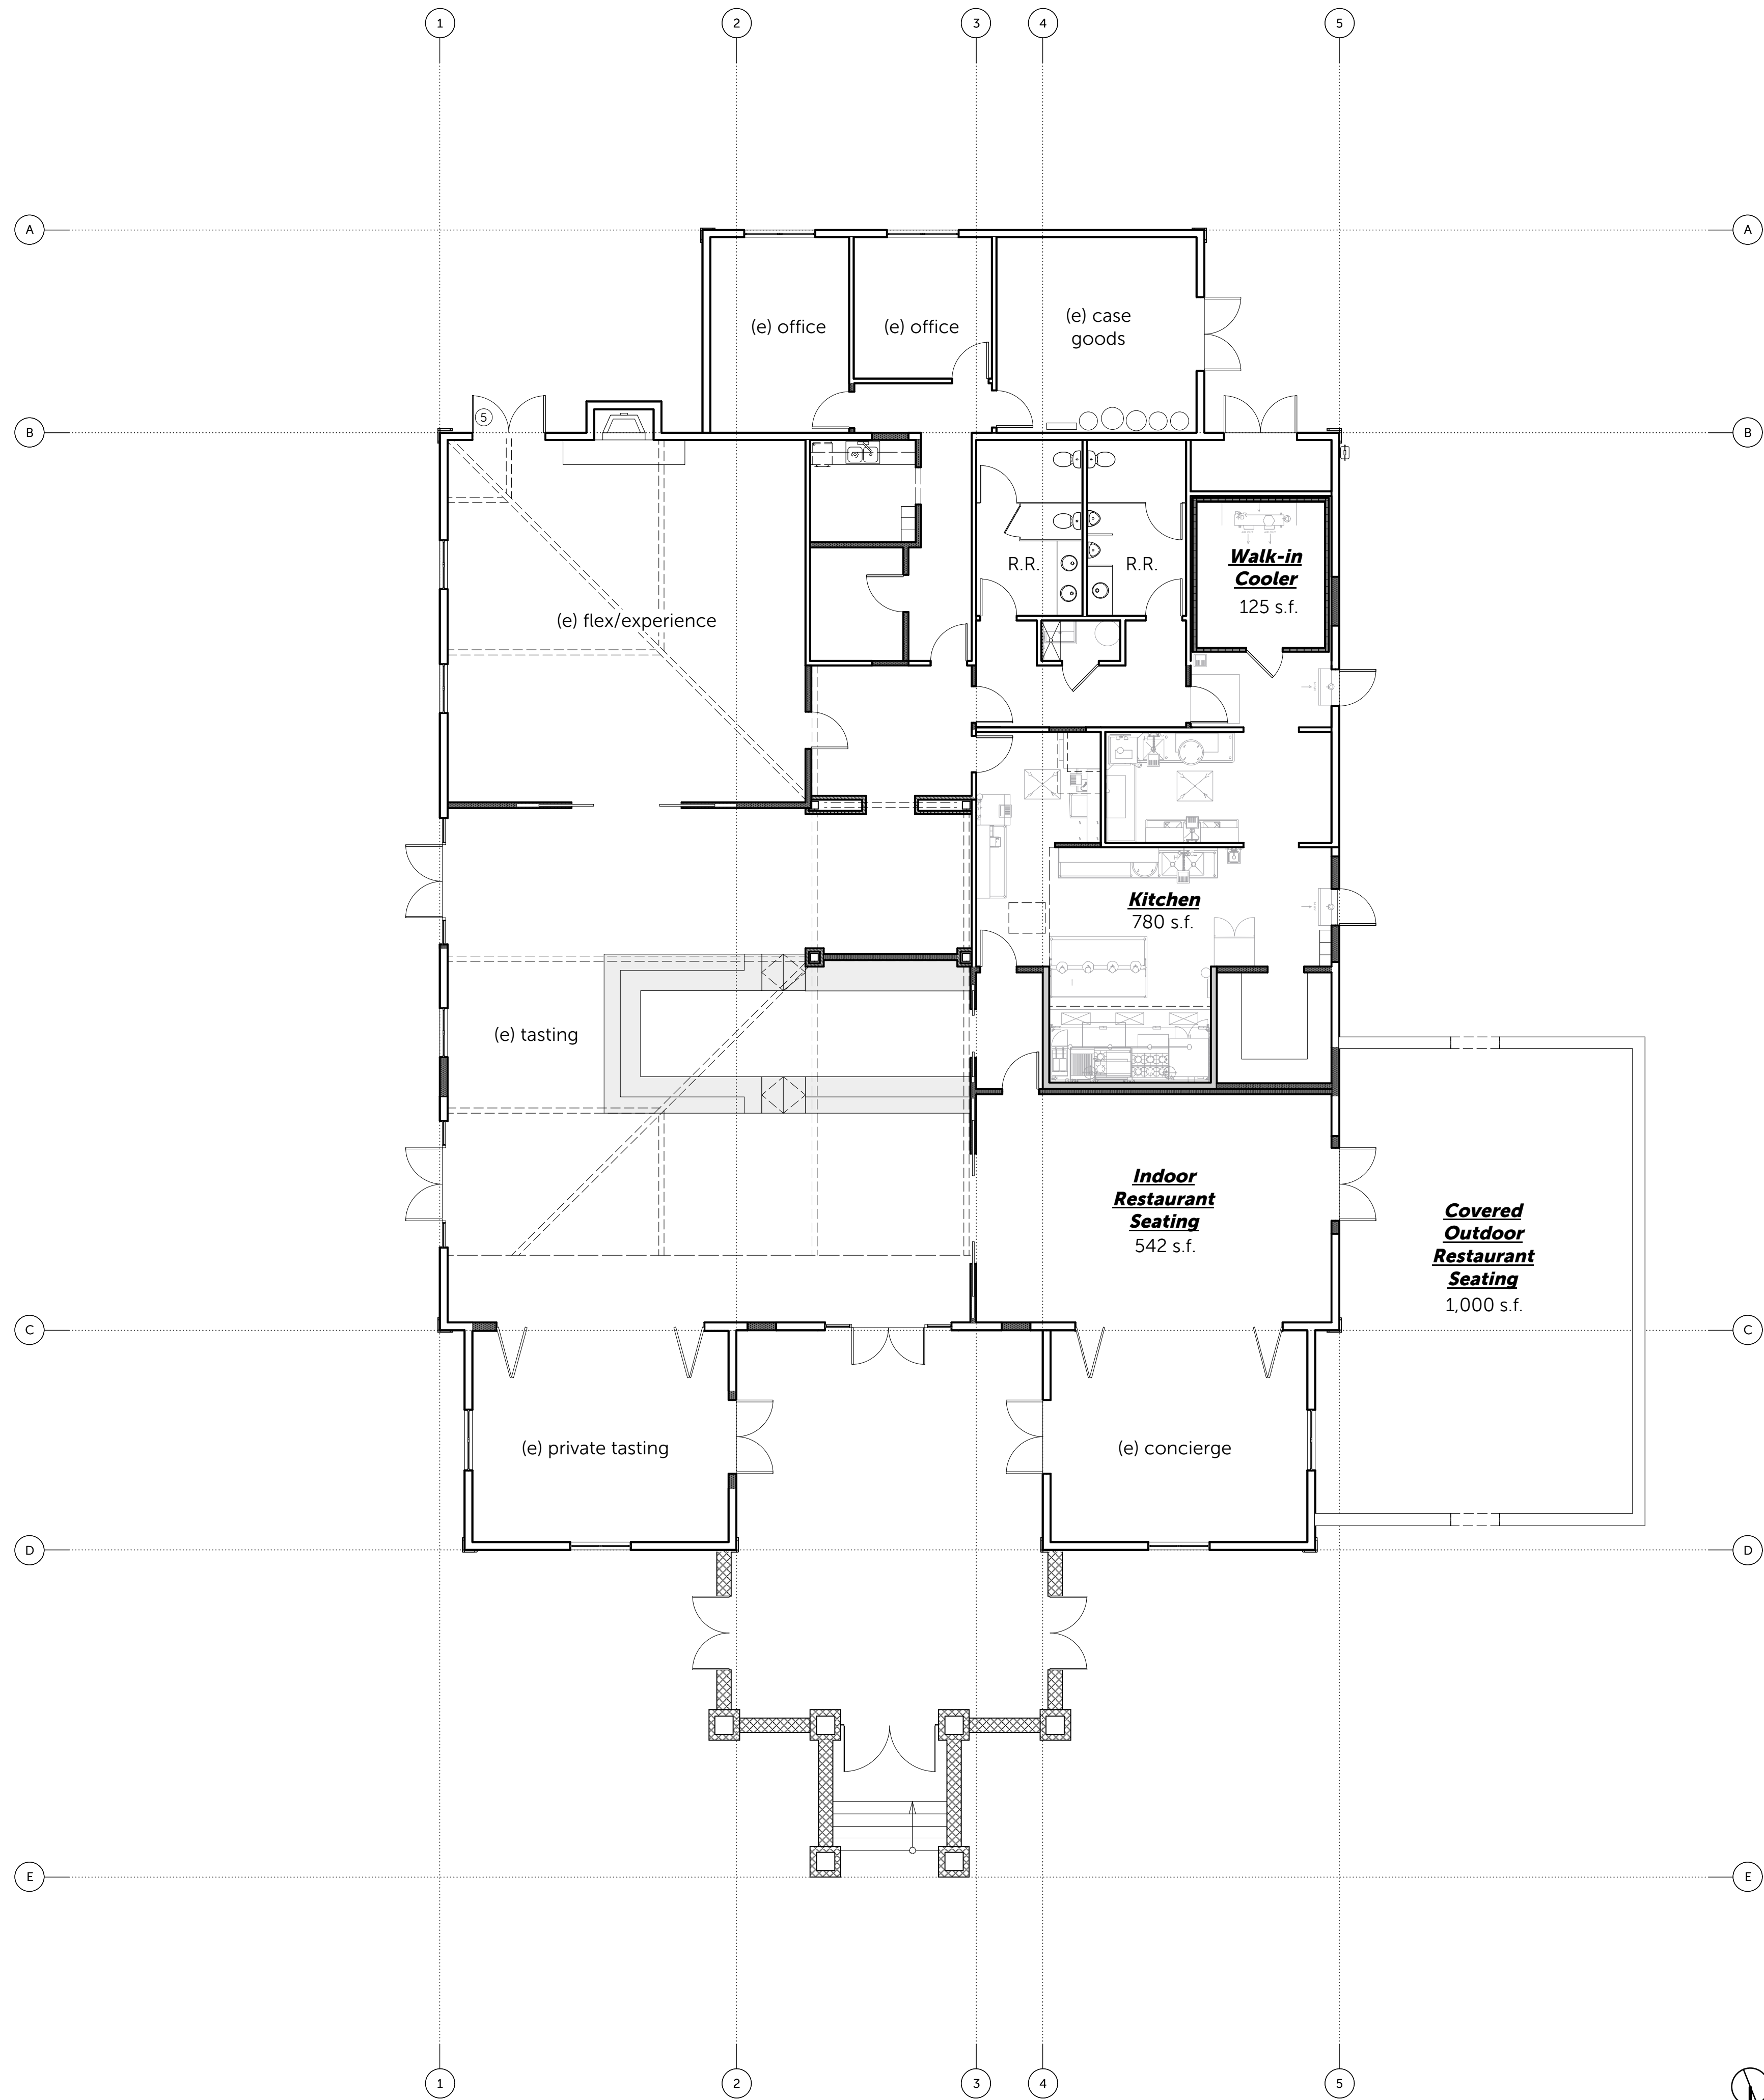 1 2 3 4 5
A A
(e) office (e) office (e) case
goods
5
B B
Walk-in
Cooler
125 s.f.
R.R. R.R.
(e) flex/experience
Kitchen
780 s.f.
(e) tasting
Indoor
Restaurant
Seating
542 s.f.
Covered
Outdoor
Restaurant
Seating
1,000 s.f.
C C
(e) private tasting (e) concierge
D D
E E
1 2 3 4 5